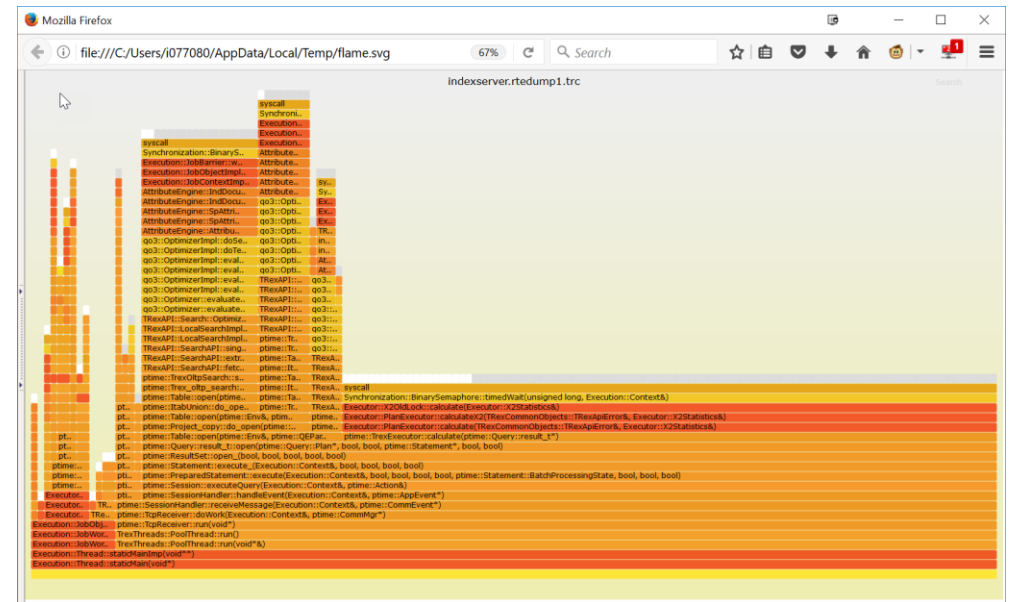 Mozilla Firefox
file:///C:/Users/i077080/AppData/Local/Temp/flame.svg 67% Search 1
indexserver.rtedump1.trc Search
syscall
Synchroni..
Execution..
Execution..
syscall Execution..
Synchronization::BinaryS.. Attribute..
Execution::JobBarrier::w.. Attribute..
Execution::JobObjectImpl.. Attribute..
Execution::JobContextImp.. Attribute.. sy..
AttributeEngine::IndDocu.. Attribute.. Sy..
AttributeEngine::IndDocu.. qo3::Opti.. Ex..
AttributeEngine::SpAttri.. qo3::Opti.. Ex..
AttributeEngine::SpAttri.. qo3::Opti.. Ex..
AttributeEngine::Attribu.. qo3::Opti.. TR..
qo3::OptimizerImpl::doSe.. qo3::Opti.. in..
qo3::OptimizerImpl::doTe.. qo3::Opti.. in..
qo3::OptimizerImpl::eval.. qo3::Opti.. At..
qo3::OptimizerImpl::eval.. qo3::Opti.. At..
qo3::OptimizerImpl::eval.. TRexAPI::.. qo3..
qo3::OptimizerImpl::eval.. TRexAPI::.. qo3..
qo3::Optimizer::evaluate.. TRexAPI::.. qo3::..
qo3::Optimizer::evaluate.. TRexAPI::.. qo3::..
TRexAPI::Search::Optimiz.. TRexAPI::.. qo3::..
TRexAPI::LocalSearchImpl.. TRexAPI::.. qo3::..
TRexAPI::LocalSearchImpl.. ptime::Tr.. qo3::..
TRexAPI::SearchAPI::sing.. ptime::Tr.. qo3::..
TRexAPI::SearchAPI::extr.. ptime::Ta.. TRexA..
TRexAPI::SearchAPI::fetc.. ptime::It.. TRexA..
ptime::TrexOltpSearch::s.. ptime::Ta.. TRexA..
ptime::Trex_oltp_search:.. ptime::It.. TRexA.. syscall
ptime::Table::open(ptime.. ptime::Ta.. TRexA.. Synchronization::BinarySemaphore::timedWait(unsigned long, Execution::Context&)
pt.. ptime::ItabUnion::do_ope.. ptime::Tr.. TRexA.. Executor::X2OldLock::calculate(Executor::X2Statistics&)
pt.. ptime::Table::open(ptime::Env&, ptim.. ptime.. Executor::PlanExecutor::calculateX2(TRexCommonObjects::TRexApiError&, Executor::X2Statistics&)
pt.. ptime::Project_copy::do_open(ptime::.. ptime.. Executor::PlanExecutor::calculate(TRexCommonObjects::TRexApiError&, Executor::X2Statistics&)
pt.. pt.. ptime::Table::open(ptime::Env&, ptime::QEPar.. ptime::TrexExecutor::calculate(ptime::Query::result_t*)
pt.. pt.. ptime::Query::result_t::open(ptime::Query::Plan*, bool, bool, ptime::Statement*, bool, bool)
pt.. pt.. ptime::ResultSet::open_(bool, bool, bool, bool, bool)
ptime:.. pt.. ptime::Statement::execute_(Execution::Context&, bool, bool, bool, bool)
ptime:.. pti.. ptime::PreparedStatement::execute(Execution::Context&, bool, bool, bool, bool, ptime::Statement::BatchProcessingState, bool, bool, bool)
ptime:.. pti.. ptime::Session::executeQuery(Execution::Context&, ptime::Action&)
Executor.. pti.. ptime::SessionHandler::handleEvent(Execution::Context&, ptime::AppEvent*)
Executor.. TR.. ptime::SessionHandler::receiveMessage(Execution::Context&, ptime::CommEvent*)
Executor.. TRe.. ptime::TcpReceiver::doWork(Execution::Context&, ptime::CommMgr*)
Execution::JobObj.. ptime::TcpReceiver::run(void*)
Execution::JobWor.. TrexThreads::PoolThread::run()
Execution::JobWor.. TrexThreads::PoolThread::run(void*&)
Execution::Thread::staticMainImp(void**)
Execution::Thread::staticMain(void*)